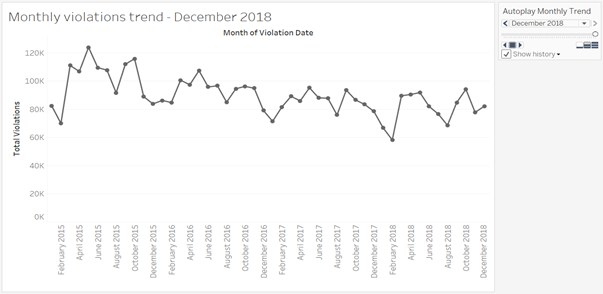 Monthly violations trend - December 2018
Month of Violation Date
Total Violations
120K
100K
80K
60K
40K
20K
0K
February 2015
April 2015
June 2015
August 2015
October 2015
December 2015
February 2016
April 2016
June 2016
August 2016
October 2016
December 2016
February 2017
April 2017
June 2017
August 2017
October 2017
December 2017
February 2018
April 2018
June 2018
August 2018
October 2018
December 2018
Autoplay Monthly Trend
December 2018
Show history